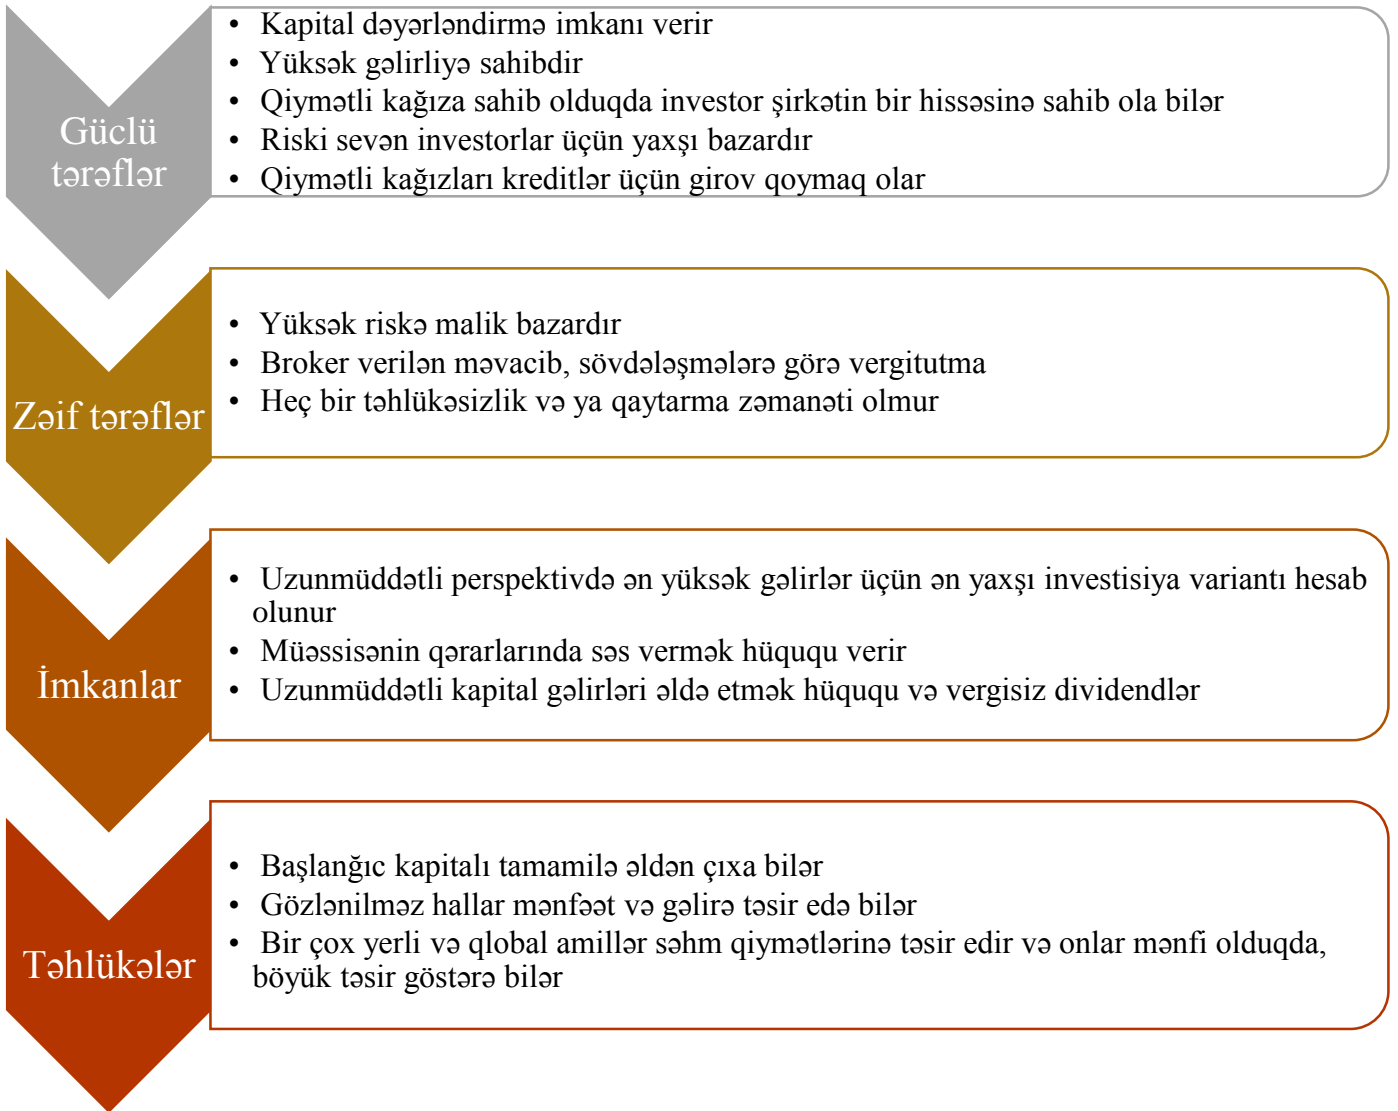 Güclü
tərəflər
• Kapital dəyərləndirmə imkanı verir
• Yüksək gəlirliyə sahibdir
• Qiymətli kağıza sahib olduqda investor şirkətin bir hissəsinə sahib ola bilər
• Riski sevən investorlar üçün yaxşı bazardır
• Qiymətli kağızları kreditlər üçün girov qoymaq olar
Zəif tərəflər
• Yüksək riskə malik bazardır
• Broker verilən məvacib, sövdələşmələrə görə vergitutma
• Heç bir təhlükəsizlik və ya qaytarma zəmanəti olmur
İmkanlar
• Uzunmüddətli perspektivdə ən yüksək gəlirlər üçün ən yaxşı investisiya variantı hesab
olunur
• Müəssisənin qərarlarında səs vermək hüququ verir
• Uzunmüddətli kapital gəlirləri əldə etmək hüququ və vergisiz dividendlər
Təhlükələr
• Başlanğıc kapitalı tamamilə əldən çıxa bilər
• Gözlənilməz hallar mənfəət və gəlirə təsir edə bilər
• Bir çox yerli və qlobal amillər səhm qiymətlərinə təsir edir və onlar mənfi olduqda,
böyük təsir göstərə bilər